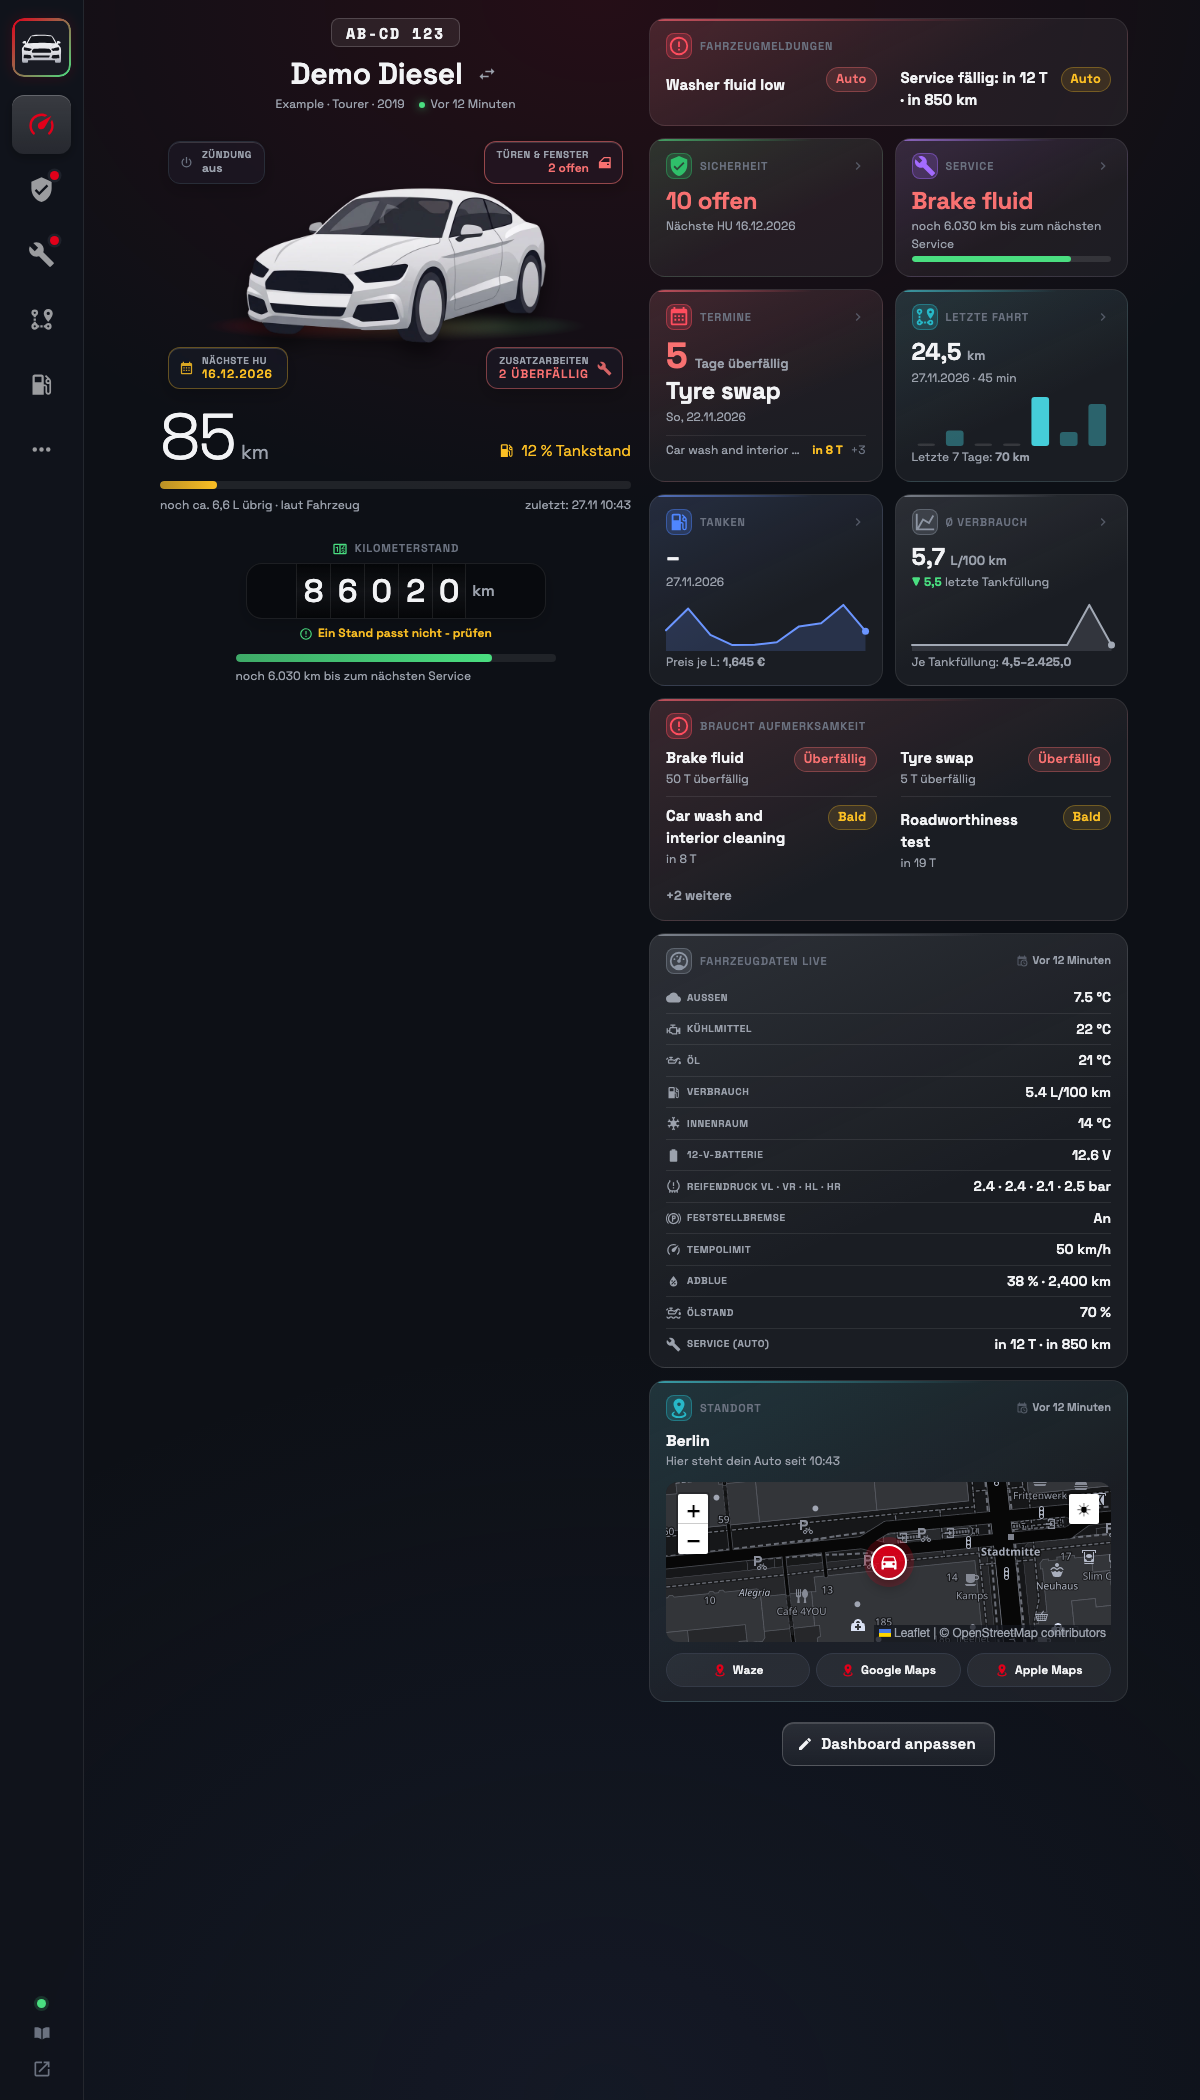 AB-CD 123
Demo Diesel
Example · Tourer · 2019 Vor 12 Minuten
ZÜNDUNG
aus
TÜREN & FENSTER
2 offen
NÄCHSTE HU
16.12.2026
ZUSATZARBEITEN
2 ÜBERFÄLLIG
85 km
12 % Tankstand
noch ca. 6,6 L übrig · laut Fahrzeug
zuletzt: 27.11 10:43
KILOMETERSTAND
86020 km
Ein Stand passt nicht - prüfen
noch 6.030 km bis zum nächsten Service
FAHRZEUGMELDUNGEN
Washer fluid low
Auto
Service fällig: in 12 T
· in 850 km
Auto
SICHERHEIT
10 offen
Nächste HU 16.12.2026
SERVICE
Brake fluid
noch 6.030 km bis zum nächsten
Service
TERMINE
5 Tage überfällig
Tyre swap
So, 22.11.2026
Car wash and interior ... in 8 T +3
LETZTE FAHRT
24,5 km
27.11.2026 · 45 min
Letzte 7 Tage: 70 km
TANKEN
–
27.11.2026
Preis je L: 1,645 €
Ø VERBRAUCH
5,7 L/100 km
▼ 5,5 letzte Tankfüllung
Je Tankfüllung: 4,5–2.425,0
BRAUCHT AUFMERKSAMKEIT
Brake fluid
Überfällig
50 T überfällig
Tyre swap
Überfällig
5 T überfällig
Car wash and
interior cleaning
Bald
in 8 T
Roadworthiness
test
Bald
in 19 T
+2 weitere
FAHRZEUGDATEN LIVE
Vor 12 Minuten
AUSSEN 7.5 °C
KÜHLMITTEL 22 °C
ÖL 21 °C
VERBRAUCH 5.4 L/100 km
INNENRAUM 14 °C
12-V-BATTERIE 12.6 V
REIFENDRUCK VL · VR · HL · HR 2.4 · 2.4 · 2.1 · 2.5 bar
FESTSTELLBREMSE An
TEMPOLIMIT 50 km/h
ADBLUE 38 % · 2,400 km
ÖLSTAND 70 %
SERVICE (AUTO) in 12 T · in 850 km
STANDORT
Vor 12 Minuten
Berlin
Hier steht dein Auto seit 10:43
+
−
Frittenwerk
59
Stadtmitte
17
Slim
14
Neuhaus
Alegria
13
Kamps
10
Café 4YOU
185
Leaflet | © OpenStreetMap contributors
Waze
Google Maps
Apple Maps
Dashboard anpassen